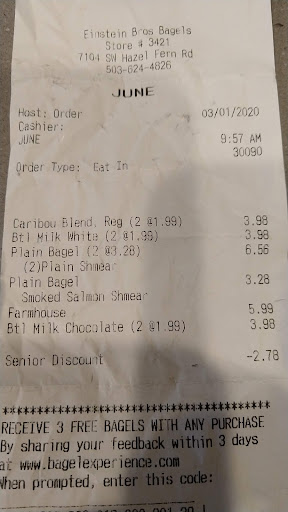 Einstein Bros Bagels
Store # 3421
7104 SW Hazel Fern Rd
503-624-4826
JUNE
Host: Order 03/01/2020
Cashier:
JUNE 9:57 AM
30090
Order Type: Eat In
Caribou Blend, Reg (2 @1.99) 3.98
Btl Milk White (2 @1.99) 3.98
Plain Bagel (2 @3.28) 6.56
(2)Plain Shmear
Plain Bagel 3.28
Smoked Salmon Shmear
Farmhouse 5.99
Btl Milk Chocolate (2 @1.99) 3.98
Senior Discount -2.78
****************************************
RECEIVE 3 FREE BAGELS WITH ANY PURCHASE
By sharing your feedback within 3 days
at www.bagelexperience.com
When prompted, enter this code: